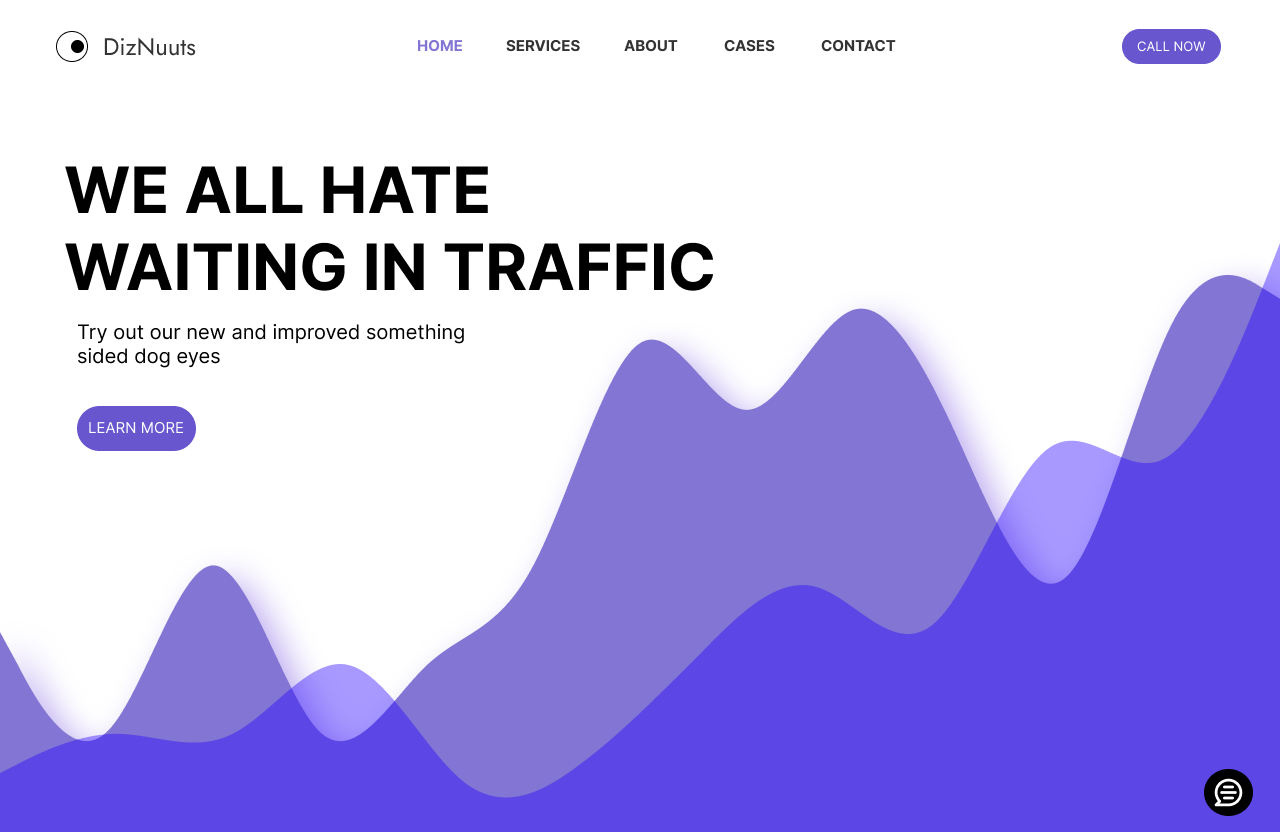 DizNuuts
HOME
SERVICES
ABOUT
CASES
CONTACT
CALL NOW
WE ALL HATE
WAITING IN TRAFFIC
Try out our new and improved something
sided dog eyes
LEARN MORE